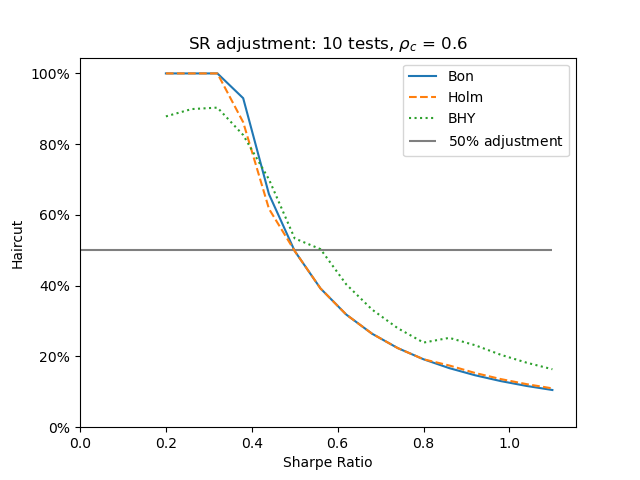 SR adjustment: 10 tests, ρc = 0.6
100%
80%
60%
40%
20%
0%
Haircut
Bon
Holm
BHY
50% adjustment
0.0 0.2 0.4 0.6 0.8 1.0
Sharpe Ratio